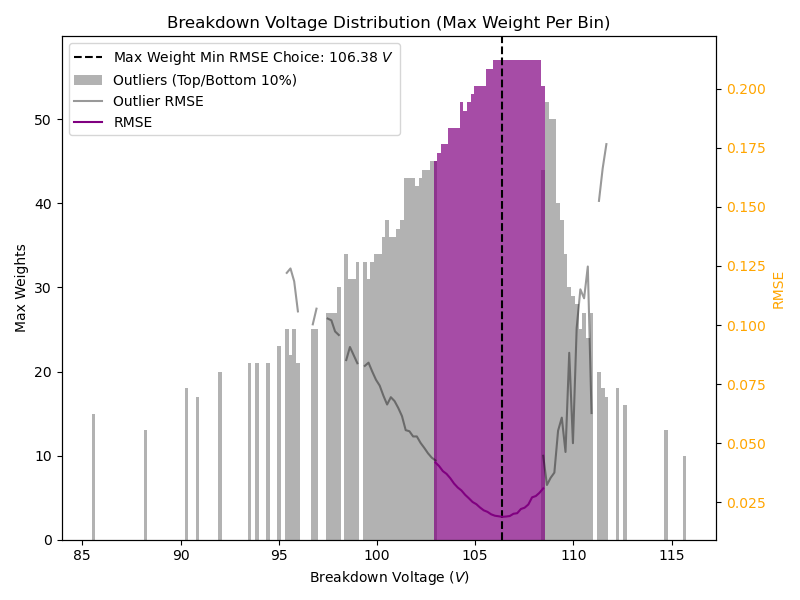 Breakdown Voltage Distribution (Max Weight Per Bin)
Max Weight Min RMSE Choice: 106.38 V
Outliers (Top/Bottom 10%)
Outlier RMSE
RMSE
Max Weights
0
10
20
30
40
50
85
90
95
100
105
110
115
Breakdown Voltage (V)
0.200
0.175
0.150
0.125
0.100
0.075
0.050
0.025
RMSE